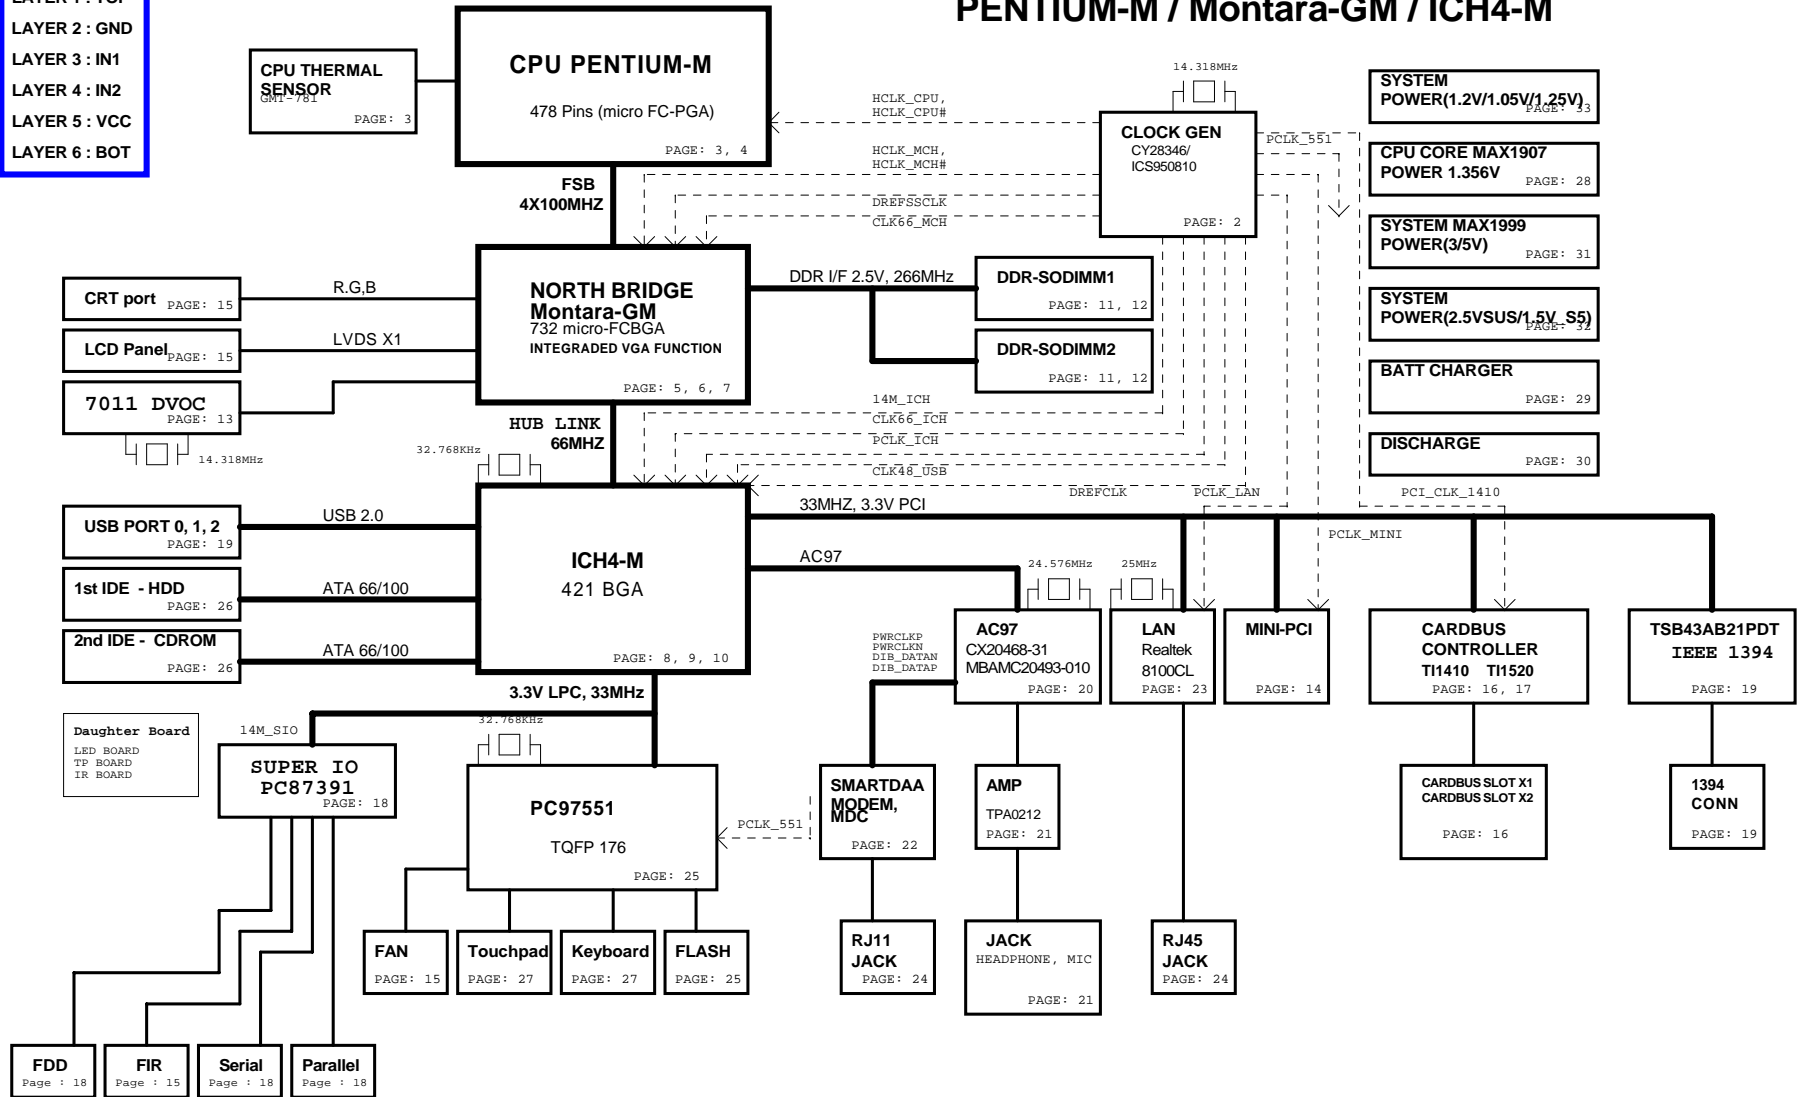 PENTIUM-M / Montara-GM / ICH4-M
LAYER 1 : TOP
LAYER 2 : GND
LAYER 3 : IN1
LAYER 4 : IN2
LAYER 5 : VCC
LAYER 6 : BOT
CPU THERMAL
SENSOR
GMT-781
PAGE: 3
CPU PENTIUM-M
478 Pins (micro FC-PGA)
PAGE: 3, 4
HCLK_CPU,
HCLK_CPU#
HCLK_MCH,
HCLK_MCH#
DREFSSCLK
CLK66_MCH
14.318MHz
CLOCK GEN
CY28346/
ICS950810
PAGE: 2
PCLK_551
SYSTEM
POWER(1.2V/1.05V/1.25V)
PAGE: 33
CPU CORE MAX1907
POWER 1.356V
PAGE: 28
SYSTEM MAX1999
POWER(3/5V)
PAGE: 31
SYSTEM
POWER(2.5VSUS/1.5V_S5)
PAGE: 32
BATT CHARGER
PAGE: 29
DISCHARGE
PAGE: 30
FSB
4X100MHZ
CRT port
PAGE: 15
R.G,B
LCD Panel
PAGE: 15
LVDS X1
7011 DVOC
PAGE: 13
14.318MHz
NORTH BRIDGE
Montara-GM
732 micro-FCBGA
INTEGRADED VGA FUNCTION
PAGE: 5, 6, 7
DDR I/F 2.5V, 266MHz
DDR-SODIMM1
PAGE: 11, 12
DDR-SODIMM2
PAGE: 11, 12
HUB LINK
66MHZ
32.768KHz
14M_ICH
CLK66_ICH
PCLK_ICH
CLK48_USB
DREFCLK
PCLK_LAN
PCI_CLK_1410
PCLK_MINI
USB PORT 0, 1, 2
PAGE: 19
USB 2.0
1st IDE - HDD
PAGE: 26
ATA 66/100
2nd IDE - CDROM
PAGE: 26
ATA 66/100
ICH4-M
421 BGA
PAGE: 8, 9, 10
33MHZ, 3.3V PCI
AC97
24.576MHz
25MHz
3.3V LPC, 33MHz
PWRCLKP
PWRCLKN
DIB_DATAN
DIB_DATAP
AC97
CX20468-31
MBAMC20493-010
PAGE: 20
LAN
Realtek
8100CL
PAGE: 23
MINI-PCI
PAGE: 14
CARDBUS
CONTROLLER
TI1410 TI1520
PAGE: 16, 17
TSB43AB21PDT
IEEE 1394
PAGE: 19
Daughter Board
LED BOARD
TP BOARD
IR BOARD
14M_SIO
SUPER IO
PC87391
PAGE: 18
32.768KHz
PC97551
TQFP 176
PAGE: 25
PCLK_551
SMARTDAA
MODEM,
MDC
PAGE: 22
AMP
TPA0212
PAGE: 21
CARDBUS SLOT X1
CARDBUS SLOT X2
PAGE: 16
1394
CONN
PAGE: 19
FAN
PAGE: 15
Touchpad
PAGE: 27
Keyboard
PAGE: 27
FLASH
PAGE: 25
RJ11
JACK
PAGE: 24
JACK
HEADPHONE, MIC
PAGE: 21
RJ45
JACK
PAGE: 24
FDD
Page : 18
FIR
Page : 15
Serial
Page : 18
Parallel
Page : 18